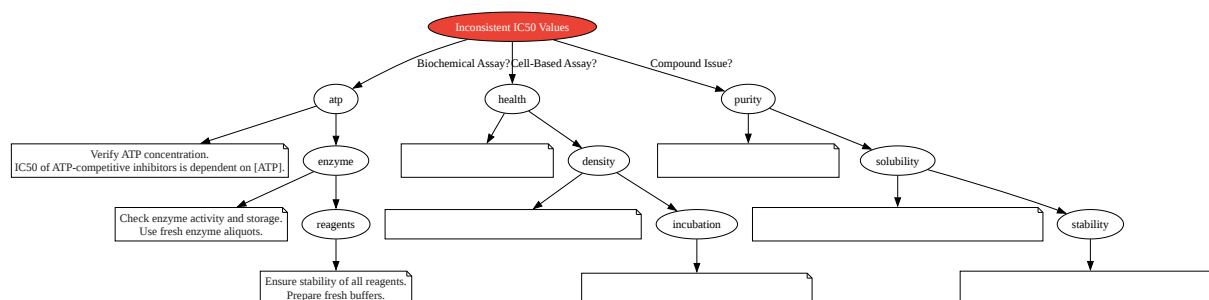 Inconsistent IC50 Values
Biochemical Assay?
Cell-Based Assay?
Compound Issue?
atp
health
purity
Verify ATP concentration.
IC50 of ATP-competitive inhibitors is dependent on [ATP].
enzyme
density
solubility
Check enzyme activity and storage.
Use fresh enzyme aliquots.
reagents
incubation
stability
Ensure stability of all reagents.
Prepare fresh buffers.